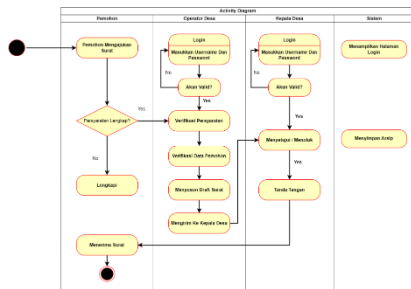 Activity Diagram
Pemohon
Operator Desa
Kepala Desa
Sistem
Pemohon Mengajukan
Surat
Login
Masukkan Username Dan
Password
Login
Masukkan Username Dan
Password
Menampilkan Halaman
Login
No
Akun Valid?
No
Akun Valid?
Yes
Yes
Persyaratan Lengkap?
Yes
Verifikasi Persyaratan
Menyetujui / Menolak
Menyimpan Arsip
No
Verifikasi Data Pemohon
Yes
Lengkapi
Menyusun Draft Surat
Tanda Tangan
Mengirim Ke Kepala Desa
Menerima Surat